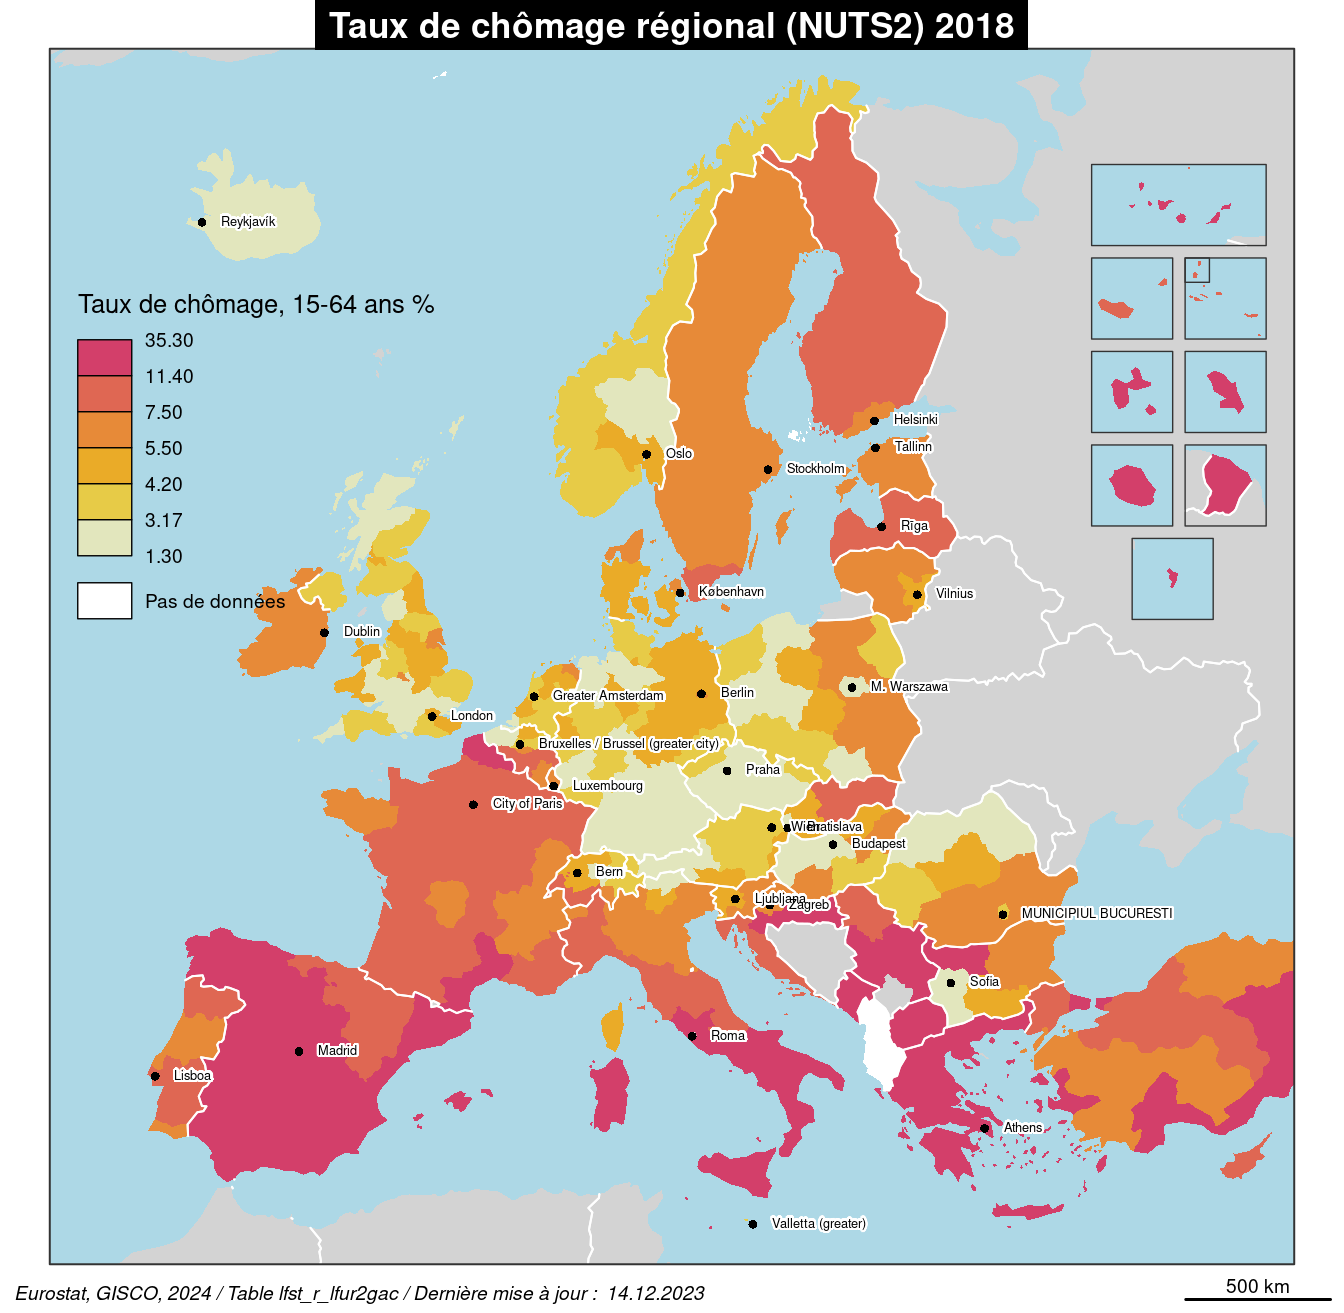 Taux de chômage régional (NUTS2) 2018
Reykjavík
Taux de chômage, 15-64 ans %
35.30
11.40
7.50
5.50
4.20
3.17
1.30
Pas de données
Helsinki
Tallinn
Oslo
Stockholm
Rīga
København
Vilnius
Dublin
M. Warszawa
Greater Amsterdam
Berlin
London
Bruxelles / Brussel (greater city)
Praha
Luxembourg
City of Paris
Wien
Bratislava
Budapest
Bern
Ljubljana
Zagreb
MUNICIPIUL BUCURESTI
Sofia
Roma
Madrid
Lisboa
Athens
Valletta (greater)
500 km
Eurostat, GISCO, 2024 / Table lfst_r_lfur2gac / Dernière mise à jour : 14.12.2023